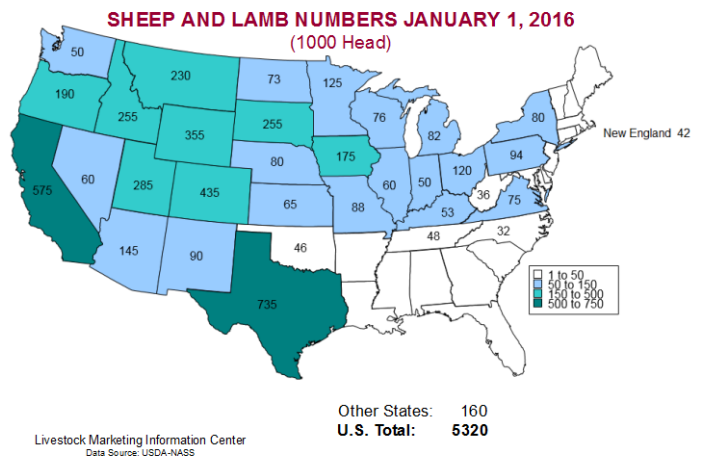 SHEEP AND LAMB NUMBERS JANUARY 1, 2016
(1000 Head)
50
230
73
125
190
255
355
255
76
82
80
New England 42
575
60
285
435
80
175
60
50
120
94
36
75
65
88
53
145
90
46
48
32
735
1 to 50
50 to 150
150 to 500
500 to 750
Other States: 160
U.S. Total: 5320
Livestock Marketing Information Center
Data Source: USDA-NASS